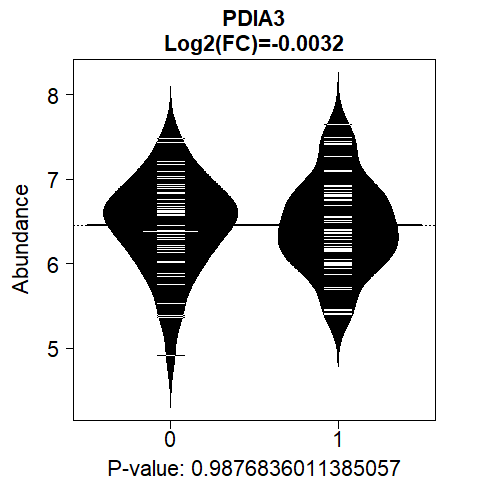 PDIA3
Log2(FC)=-0.0032
Abundance
8
7
6
5
0 1
P-value: 0.9876836011385057